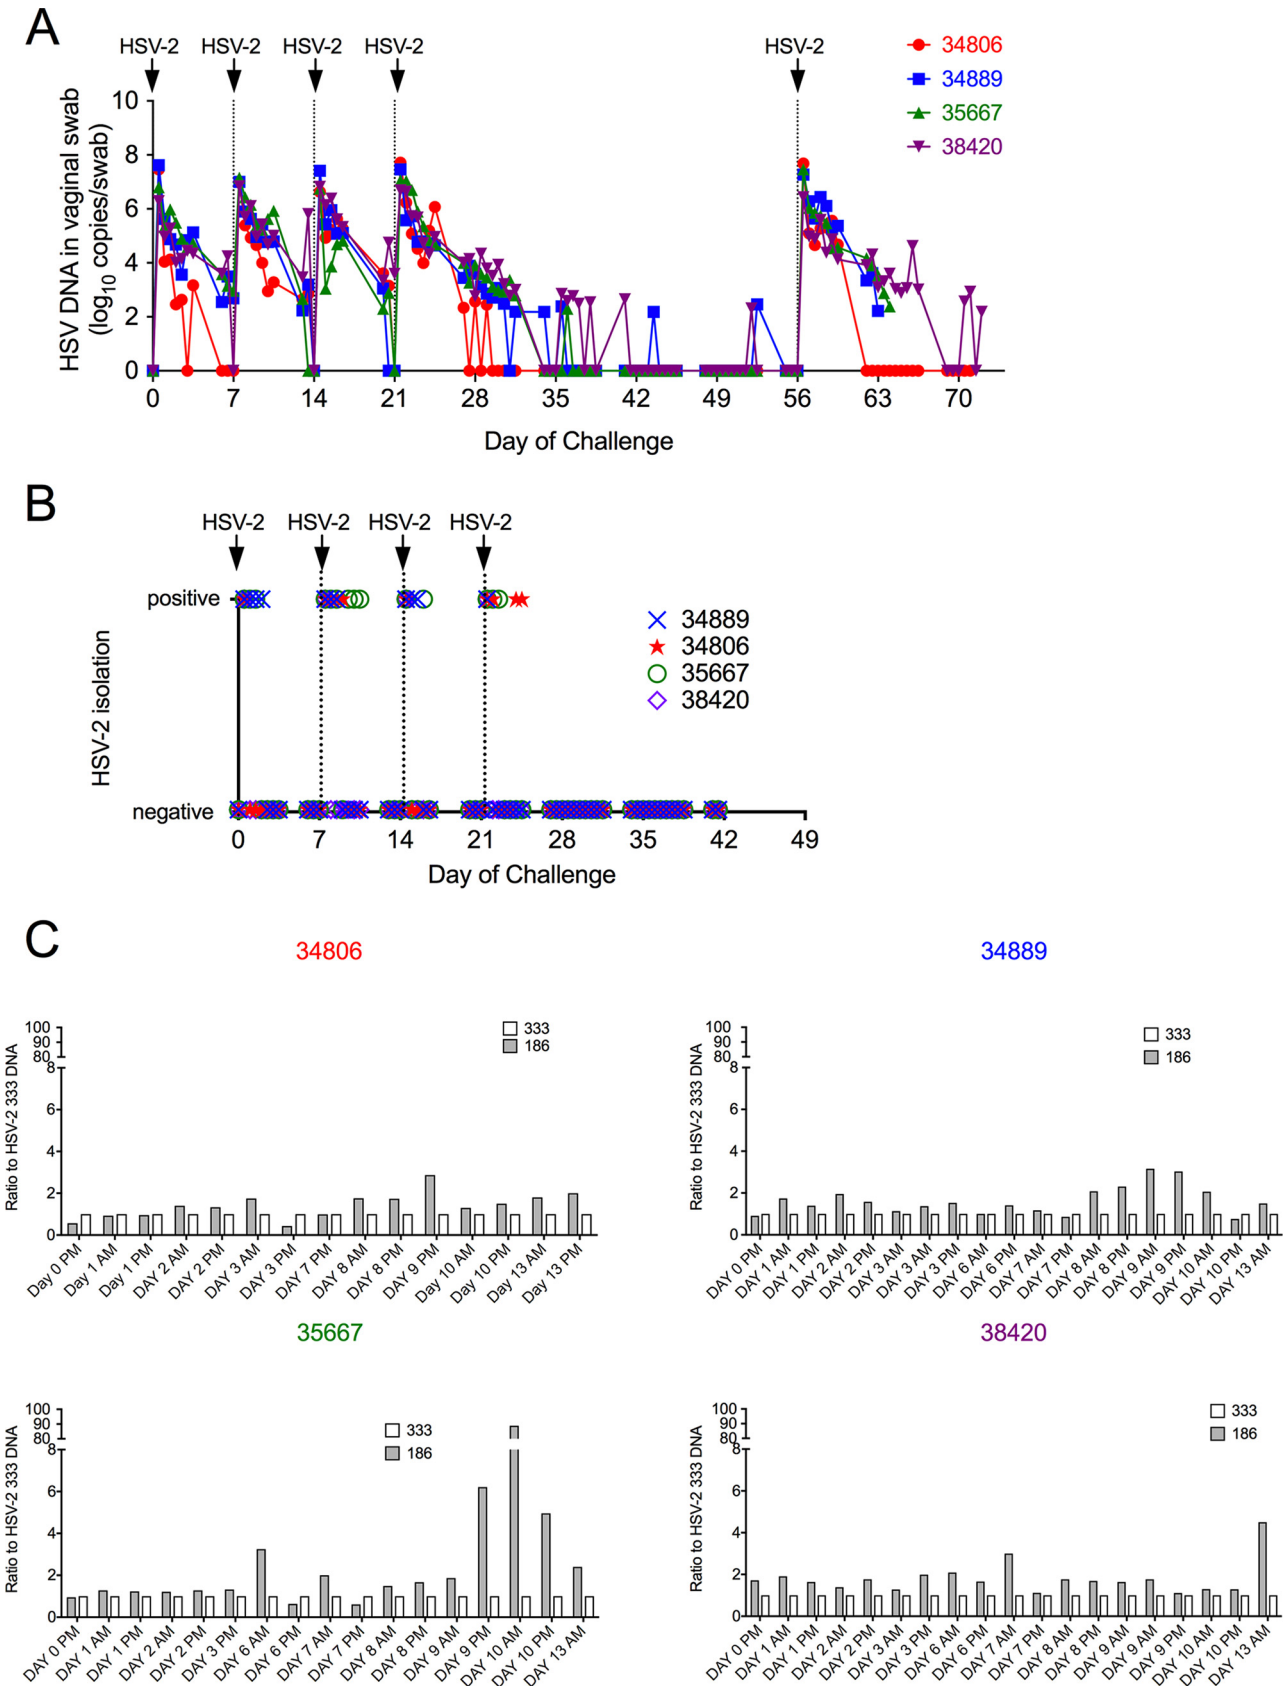 A
HSV-2 HSV-2 HSV-2 HSV-2 HSV-2
34806
34889
35667
38420
HSV DNA in vaginal swab
(log10 copies/swab)
10
8
6
4
2
0
0 7 14 21 28 35 42 49 56 63 70
Day of Challenge
B
HSV-2 HSV-2 HSV-2 HSV-2
positive
negative
HSV-2 isolation
34889
34806
35667
38420
0 7 14 21 28 35 42 49
Day of Challenge
C
34806
Ratio to HSV-2 333 DNA
100
90
80
8
6
4
2
0
333
186
Day 0 PM
Day 1 AM
Day 1 PM
DAY 2 AM
DAY 2 PM
DAY 3 AM
DAY 3 PM
DAY 7 PM
DAY 8 AM
DAY 8 PM
DAY 9 PM
DAY 10 AM
DAY 10 PM
Day 13 AM
Day 13 PM
34889
Ratio to HSV-2 333 DNA
100
90
80
8
6
4
2
0
333
186
DAY 0 PM
DAY 1 AM
DAY 1 PM
DAY 2 AM
DAY 2 PM
DAY 3 AM
DAY 3 AM
DAY 3 PM
DAY 6 AM
DAY 6 PM
DAY 7 AM
DAY 7 PM
DAY 8 AM
DAY 8 PM
DAY 9 AM
DAY 9 PM
DAY 10 AM
DAY 10 PM
DAY 13 AM
35667
Ratio to HSV-2 333 DNA
100
90
80
8
6
4
2
0
333
186
DAY 0 PM
DAY 1 AM
DAY 1 PM
DAY 2 AM
DAY 2 PM
DAY 3 PM
DAY 6 AM
DAY 6 PM
DAY 7 AM
DAY 7 PM
DAY 8 AM
DAY 8 PM
DAY 9 AM
DAY 9 PM
DAY 10 AM
DAY 10 PM
DAY 13 AM
38420
Ratio to HSV-2 333 DNA
100
90
80
8
6
4
2
0
333
186
DAY 0 PM
DAY 1 AM
DAY 1 PM
DAY 2 AM
DAY 2 PM
DAY 3 AM
DAY 3 PM
DAY 6 AM
DAY 6 PM
DAY 7 AM
DAY 7 PM
DAY 8 AM
DAY 8 PM
DAY 9 AM
DAY 9 AM
DAY 9 PM
DAY 10 AM
DAY 10 PM
DAY 13 AM